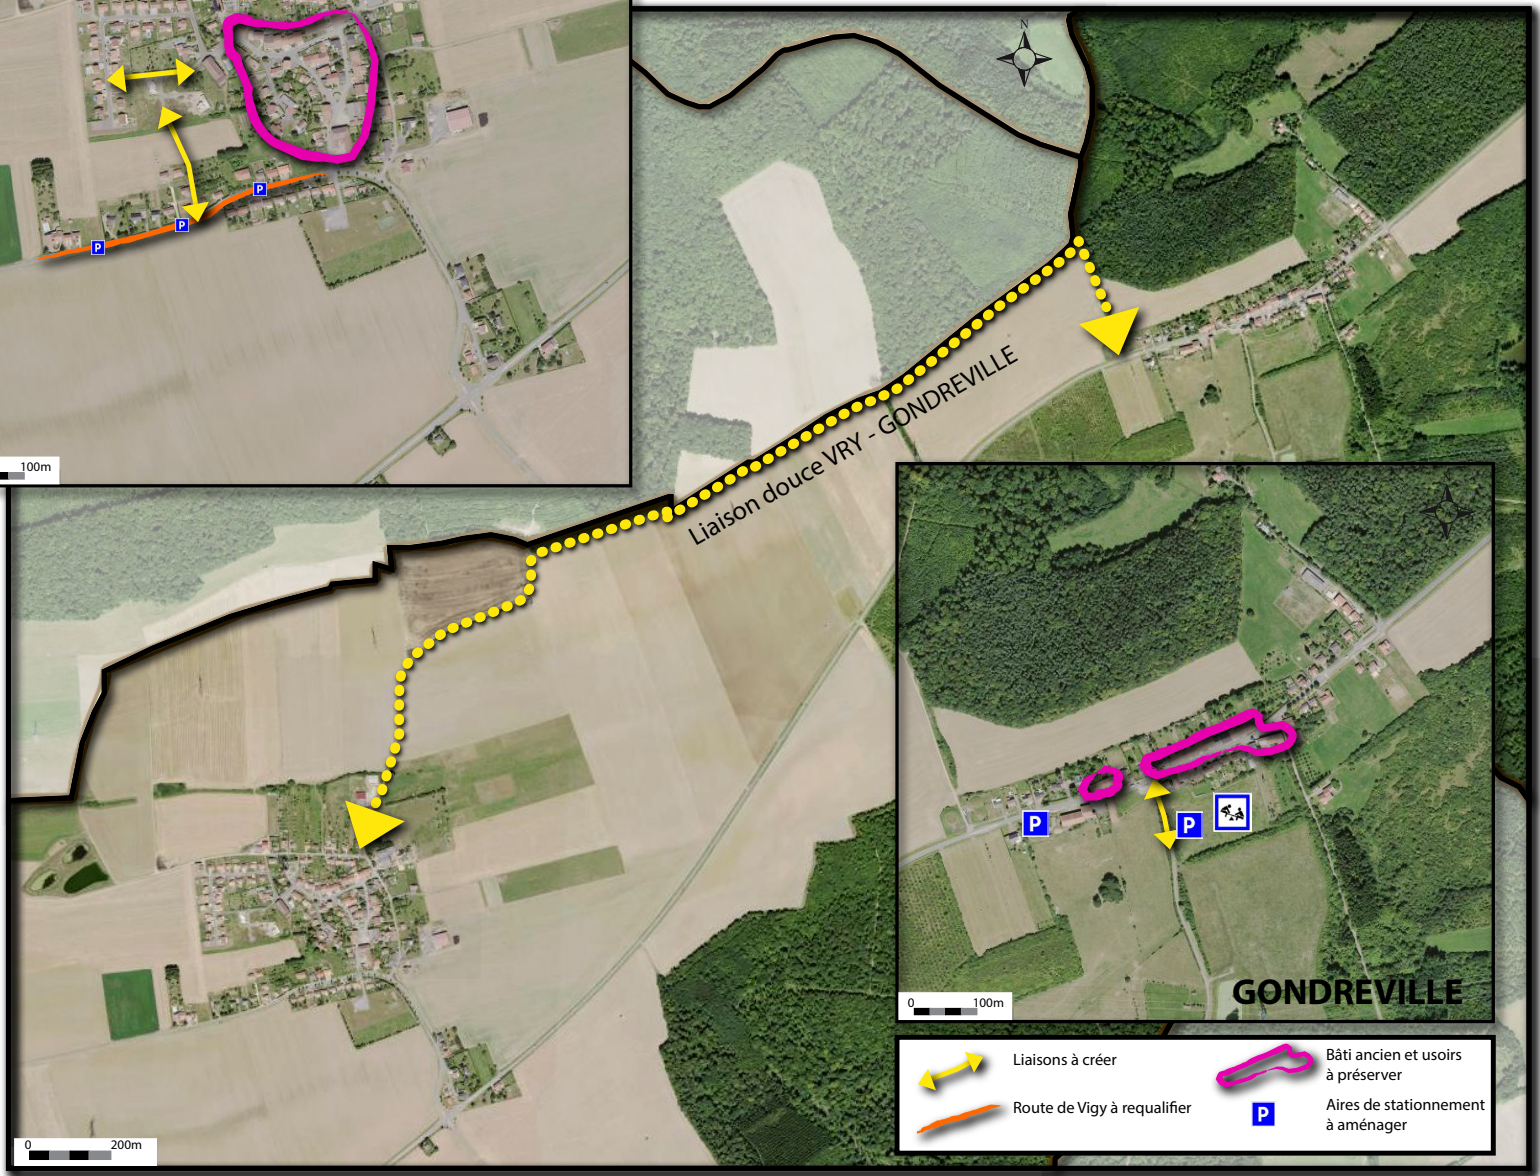 100m
N
Liaison douce VRY - GONDREVILLE
P
P
P
P
P
GONDREVILLE
0 100m
Liaisons à créer
Route de Vigy à requalifier
Bâti ancien et usoirs
à préserver
P
Aires de stationnement
à aménager
0 200m